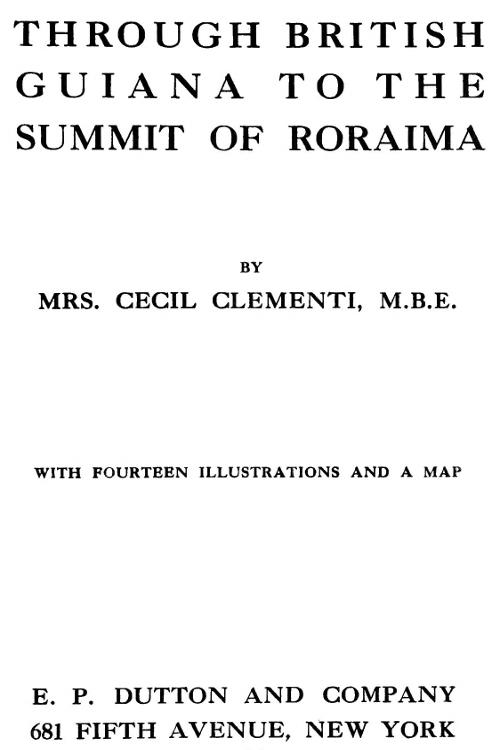 THROUGH BRITISH
GUIANA TO THE
SUMMIT OF RORAIMA
BY
MRS. CECIL CLEMENTI, M.B.E.
WITH FOURTEEN ILLUSTRATIONS AND A MAP
E. P. DUTTON AND COMPANY
681 FIFTH AVENUE, NEW YORK